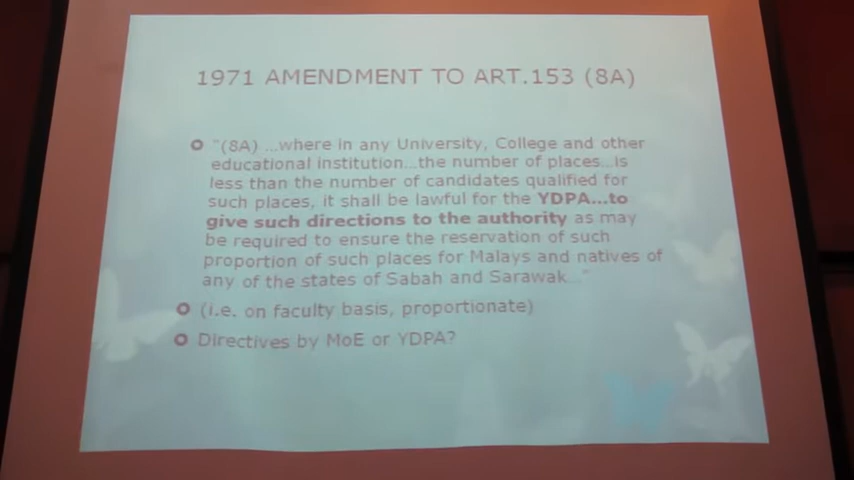 1971 AMENDMENT TO ART.153 (8A)
"(8A) ...where in any University, College and other
educational institution...the number of places...is
less than the number of candidates qualified for
such places, it shall be lawful for the YDPA...to
give such directions to the authority as may
be required to ensure the reservation of such
proportion of such places for Malays and natives of
any of the states of Sabah and Sarawak..."
(i.e. on faculty basis, proportionate)
Directives by MoE or YDPA?